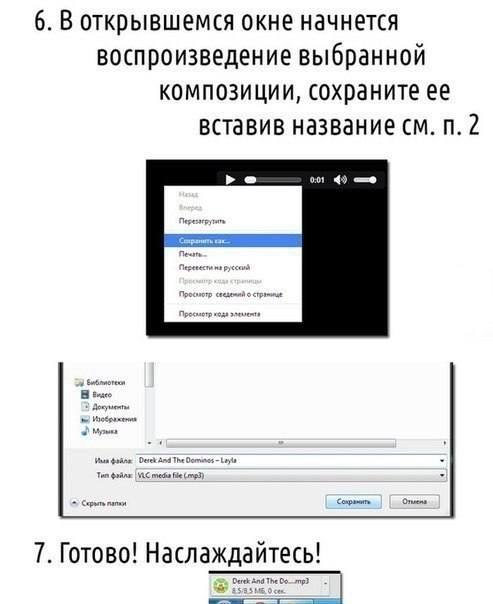 6. В открывшемся окне начнется
воспроизведение выбранной
композиции, сохраните ее
вставив название см. п. 2
0:01
Назад
Вперед
Перезагрузить
Сохранить как...
Печать...
Перевести на русский
Просмотр кода страницы
Просмотр сведений о странице
Просмотр кода элемента
Библиотеки
Видео
Документы
Изображения
Музыка
Имя файла: Derek And The Dominos – Layla
Тип файла: VLC media file (.mp3)
Скрыть папки
Сохранить
Отмена
7. Готово! Наслаждайтесь!
Derek And The Do....mp3
8,5/8,5 МБ, 0 сек.